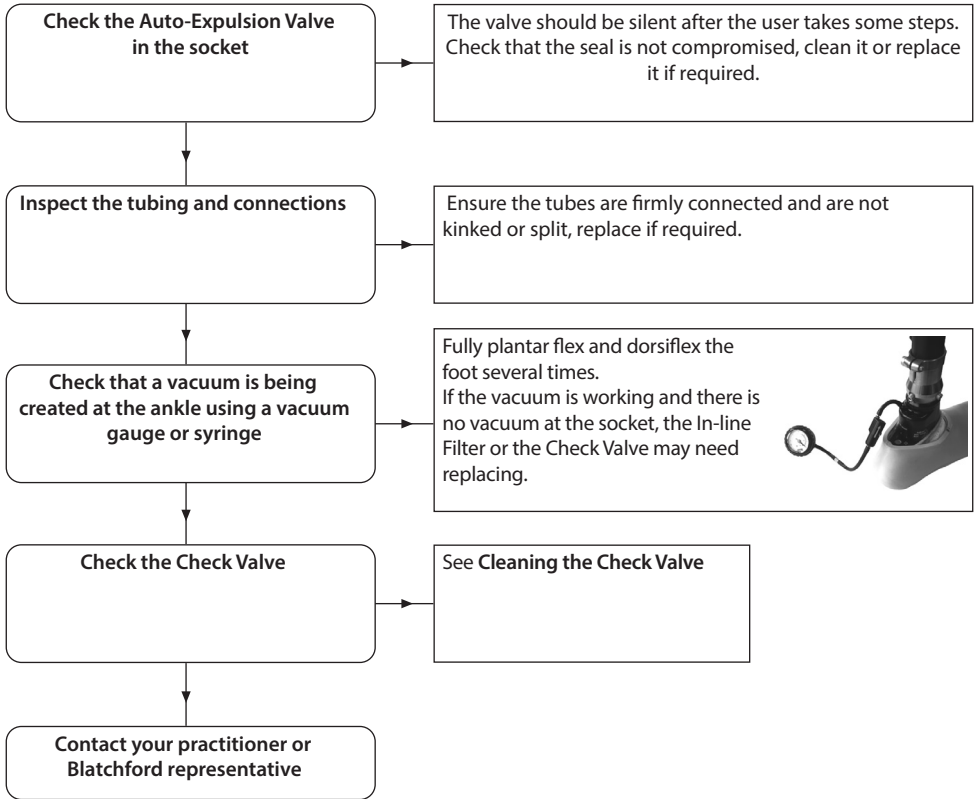 Check the Auto-Expulsion Valve
in the socket
The valve should be silent after the user takes some steps.
Check that the seal is not compromised, clean it or replace
it if required.
Inspect the tubing and connections
Ensure the tubes are firmly connected and are not
kinked or split, replace if required.
Check that a vacuum is being
created at the ankle using a vacuum
gauge or syringe
Fully plantar flex and dorsiflex the
foot several times.
If the vacuum is working and there is
no vacuum at the socket, the In-line
Filter or the Check Valve may need
replacing.
Check the Check Valve
See Cleaning the Check Valve
Contact your practitioner or
Blatchford representative